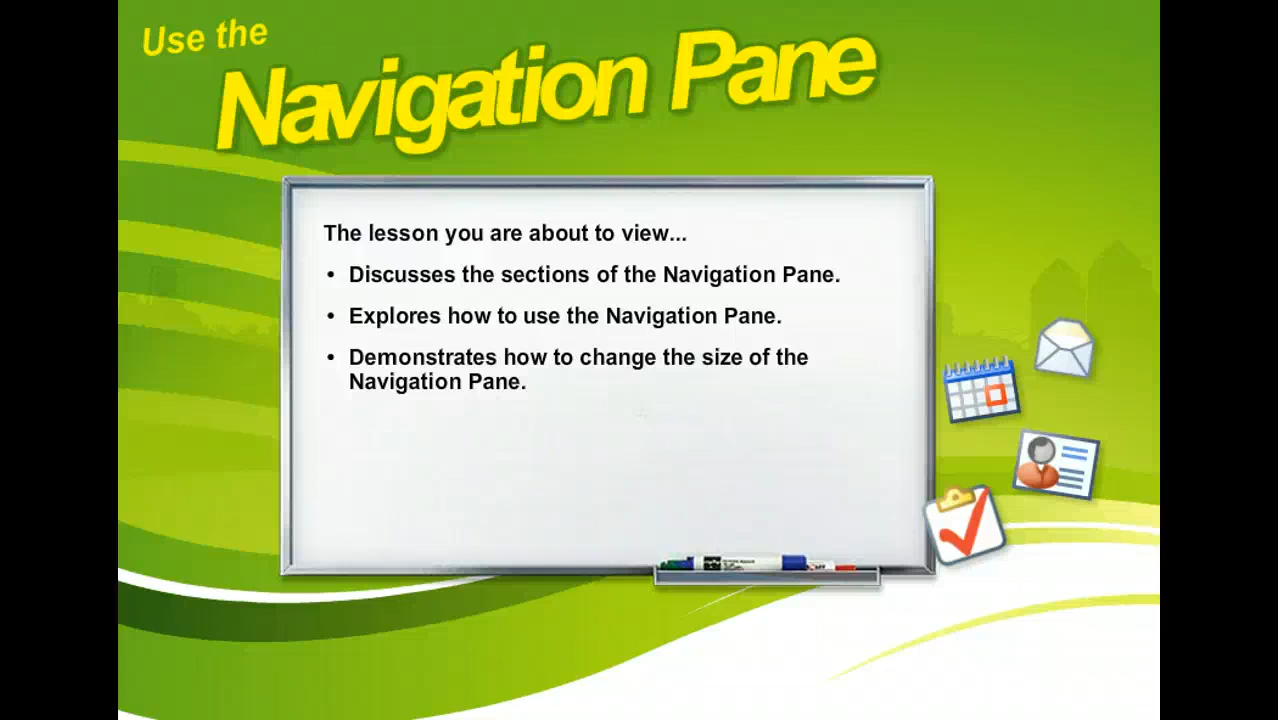 Use the
Navigation Pane
The lesson you are about to view...
• Discusses the sections of the Navigation Pane.
• Explores how to use the Navigation Pane.
• Demonstrates how to change the size of the
Navigation Pane.